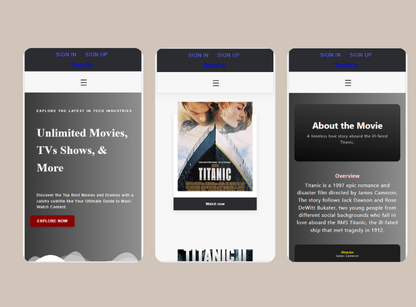 SIGN IN SIGN UP
EXPLORE THE LATEST IN TECH INDUSTRIES
Unlimited Movies,
TVs Shows, &
More
Discover the Top Best Movies and Dramas with a
catchy subtitle like Your Ultimate Guide to Must-
Watch Content.
EXPLORE NOW
SIGN IN SIGN UP
TITANIC
Watch now
TITANIC
SIGN IN SIGN UP
About the Movie
A timeless love story aboard the ill-fated
Titanic.
Overview
Titanic is a 1997 epic romance and
disaster film directed by James Cameron.
The story follows Jack Dawson and Rose
DeWitt Bukater, two young people from
different social backgrounds who fall in
love aboard the RMS Titanic, the ill-fated
ship that met tragedy in 1912.
Director
James Cameron